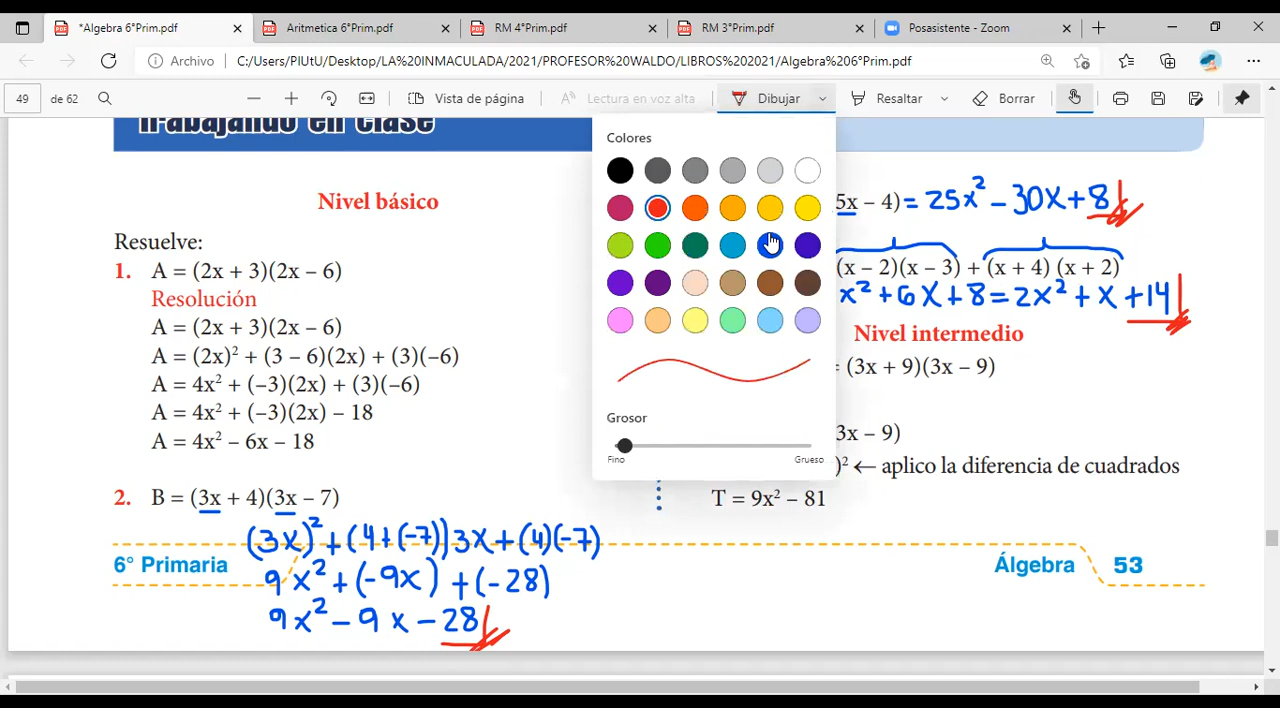 *Algebra 6°Prim.pdf
Aritmetica 6°Prim.pdf
RM 4°Prim.pdf
RM 3°Prim.pdf
Posasistente - Zoom
Archivo
C:/Users/PIUtU/Desktop/LA%20INMACULADA/2021/PROFESOR%20WALDO/LIBROS%202021/Algebra%206°Prim.pdf
49 de 62
Vista de página
Lectura en voz alta
Dibujar
Resaltar
Borrar
Trabajando en clase
Nivel básico
Resuelve:
1. A = (2x + 3)(2x – 6)
Resolución
A = (2x + 3)(2x – 6)
A = (2x)² + (3 – 6)(2x) + (3)(–6)
A = 4x² + (–3)(2x) + (3)(–6)
A = 4x² + (–3)(2x) – 18
A = 4x² – 6x – 18
2. B = (3x + 4)(3x – 7)
(3x)² + (4+(-7))3x + (4)(-7)
9x² + (-9x) + (-28)
9x² - 9x - 28
6° Primaria
Colores
Grosor
Fino
Grueso
5x – 4) = 25x² - 30x + 8
(x – 2)(x – 3) + (x + 4) (x + 2)
x² + 6x + 8 = 2x² + x + 14
Nivel intermedio
= (3x + 9)(3x – 9)
3x – 9)
)² ← aplico la diferencia de cuadrados
T = 9x² – 81
Álgebra 53